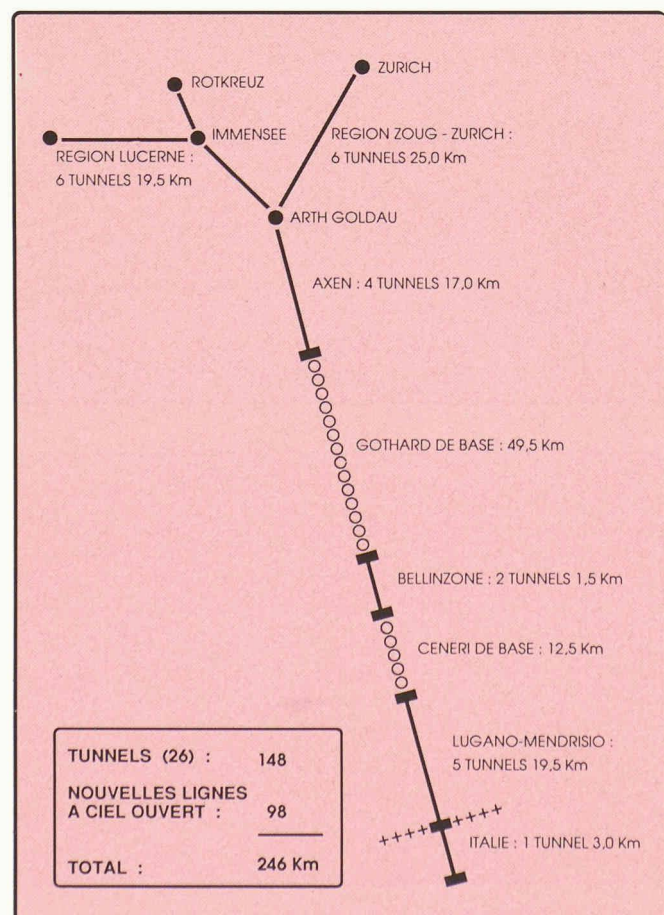 ROTKREUZ
ZURICH
IMMENSEE
REGION LUCERNE :
6 TUNNELS 19,5 Km
REGION ZOUG - ZURICH :
6 TUNNELS 25,0 Km
ARTH GOLDAU
AXEN : 4 TUNNELS 17,0 Km
GOTHARD DE BASE : 49,5 Km
BELLINZONE : 2 TUNNELS 1,5 Km
CENERI DE BASE : 12,5 Km
LUGANO-MENDRISIO :
5 TUNNELS 19,5 Km
ITALIE : 1 TUNNEL 3,0 Km
TUNNELS (26) : 148
NOUVELLES LIGNES
A CIEL OUVERT : 98
TOTAL : 246 Km